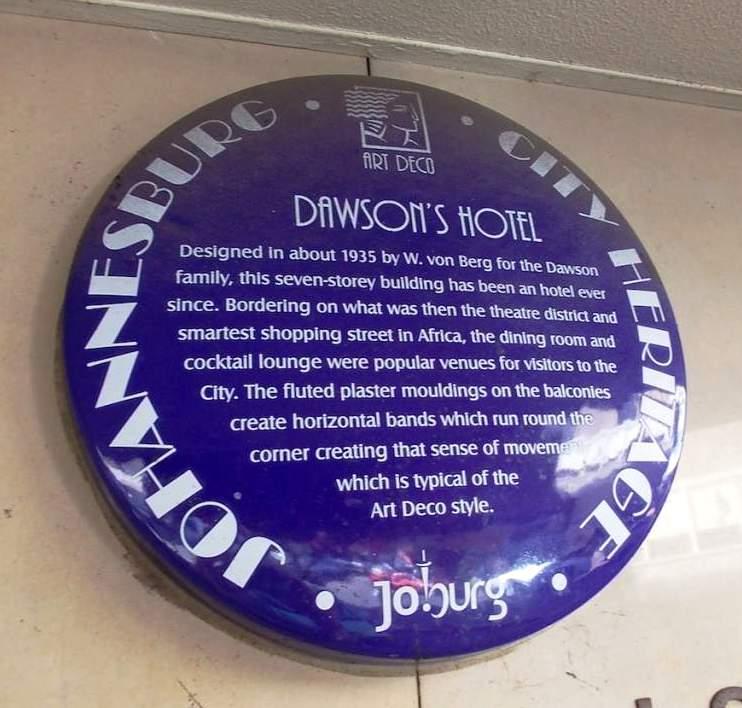 JOHANNESBURG CITY HERITAGE
ART DECO
DAWSON'S HOTEL
Designed in about 1935 by W. von Berg for the Dawson
family, this seven-storey building has been an hotel ever
since. Bordering on what was then the theatre district and
smartest shopping street in Africa, the dining room and
cocktail lounge were popular venues for visitors to the
City. The fluted plaster mouldings on the balconies
create horizontal bands which run round the
corner creating that sense of movement
which is typical of the
Art Deco style.
Joburg